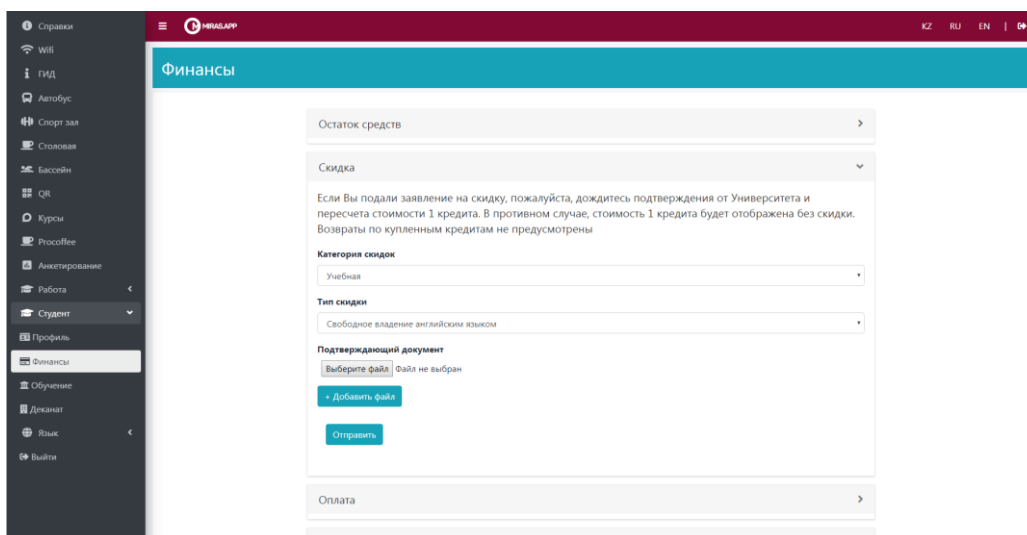 Справки
Wifi
ГИД
Автобус
Спорт зал
Столовая
Бассейн
QR
Курсы
Procoffee
Анкетирование
Работа
Студент
Профиль
Финансы
Обучение
Деканат
Язык
Выйти
MIRAS.APP
KZ RU EN |
Финансы
Остаток средств
Скидка
Если Вы подали заявление на скидку, пожалуйста, дождитесь подтверждения от Университета и
пересчета стоимости 1 кредита. В противном случае, стоимость 1 кредита будет отображена без скидки.
Возвраты по купленным кредитам не предусмотрены
Категория скидок
Учебная
Тип скидки
Свободное владение английским языком
Подтверждающий документ
Выберите файл Файл не выбран
+ Добавить файл
Отправить
Оплата